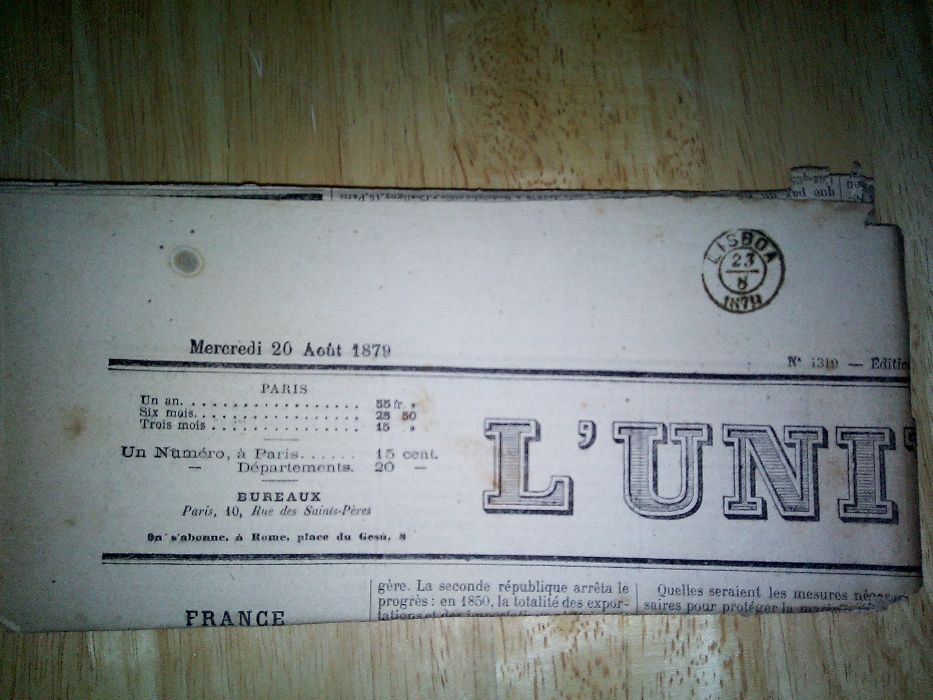 LISBOA
23
8
1879
Mercredi 20 Août 1879
N° 4319 — Editio
PARIS
Un an. . . . . . . . . . . . . . . . . 55 fr. »
Six mois. . . . . . . . . . . . . . . . 28 50
Trois mois . . . . . . . . . . . . . . 15 »
Un Numéro, à Paris. . . . . . 15 cent.
— Départements. 20 —
BUREAUX
Paris, 10, Rue des Saints-Pères
On s'abonne, à Rome, place du Gesù, 8
L'UNI
FRANCE
gère. La seconde république arrêta le
progrès : en 1850, la totalité des expor-
Quelles seraient les mesures néces-
saires pour protéger la